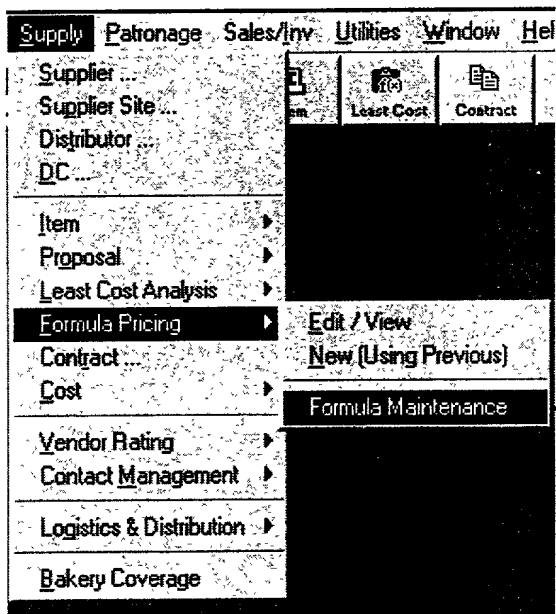 Supply Patronage Sales/Inv Utilities Window Hel
Supplier ...
Supplier Site ...
Distributor ...
DC ...
em
Least Cost
Contract
Item
Proposal
Least Cost Analysis
Formula Pricing
Edit / View
Contract ...
New (Using Previous)
Cost
Formula Maintenance
Vendor Rating
Contact Management
Logistics & Distribution
Bakery Coverage